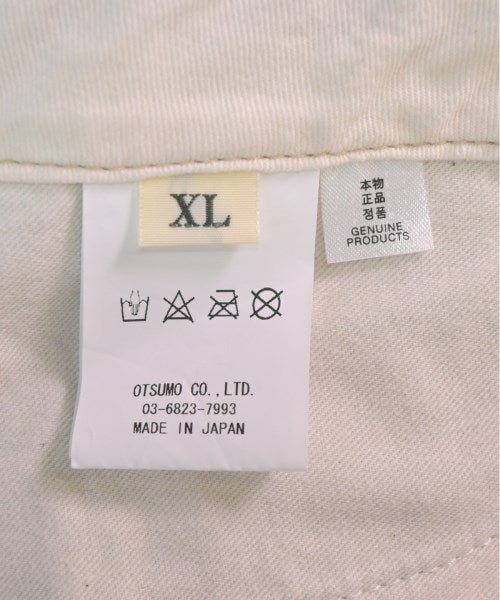 XL
本物
正品
정품
GENUINE
PRODUCTS
OTSUMO CO.,LTD.
03-6823-7993
MADE IN JAPAN